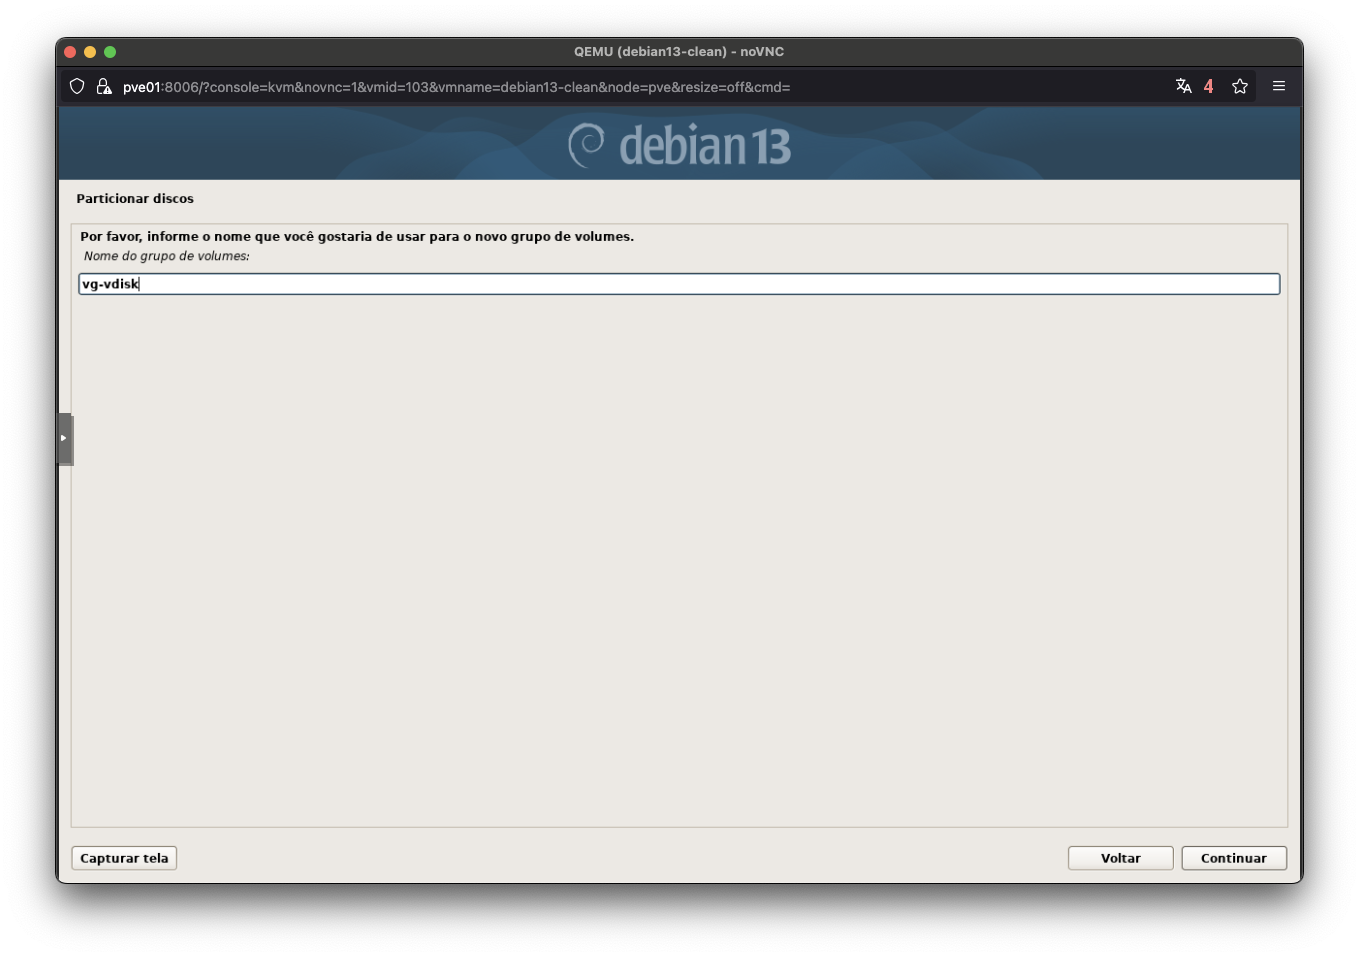 QEMU (debian13-clean) - noVNC
pve01:8006/?console=kvm&novnc=1&vmid=103&vmname=debian13-clean&node=pve&resize=off&cmd=
4
debian 13
Particionar discos
Por favor, informe o nome que você gostaria de usar para o novo grupo de volumes.
Nome do grupo de volumes:
vg-vdisk
Capturar tela
Voltar
Continuar